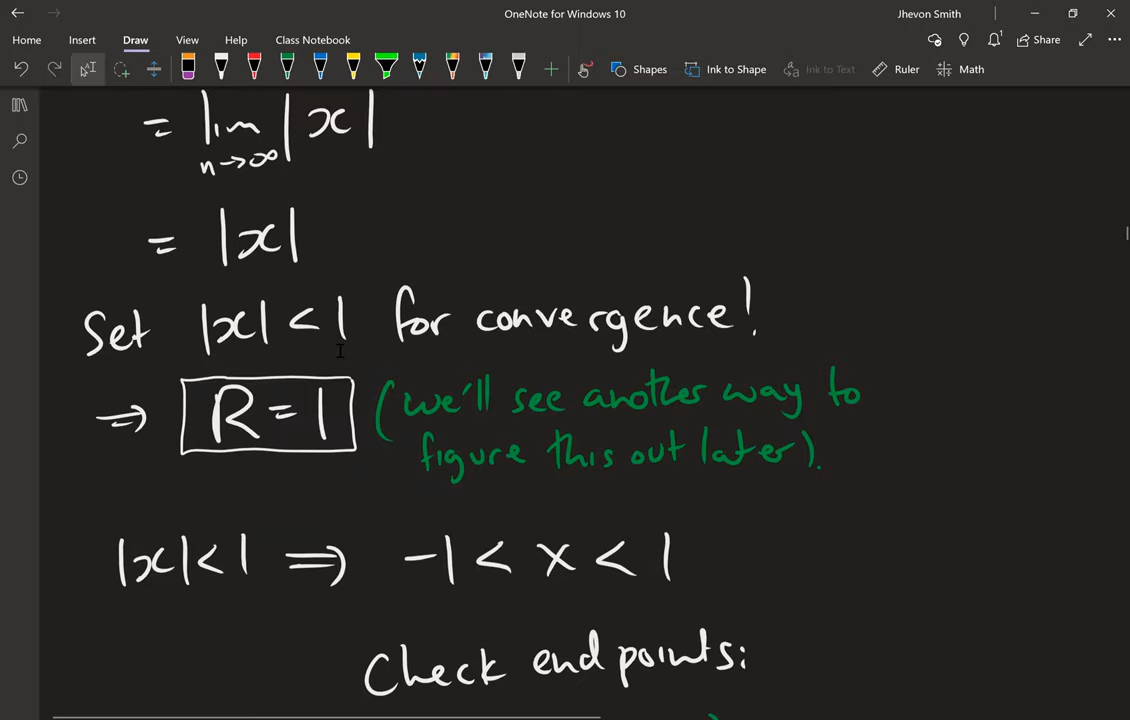 OneNote for Windows 10
Jhevon Smith
Home Insert Draw View Help Class Notebook
Share
Shapes Ink to Shape Ink to Text Ruler Math
= lim |x|
n→∞
= |x|
Set |x| < 1 for convergence!
⇒ R = 1 (we'll see another way to
figure this out later).
|x| < 1 ⟹ -1 < x < 1
Check endpoints: